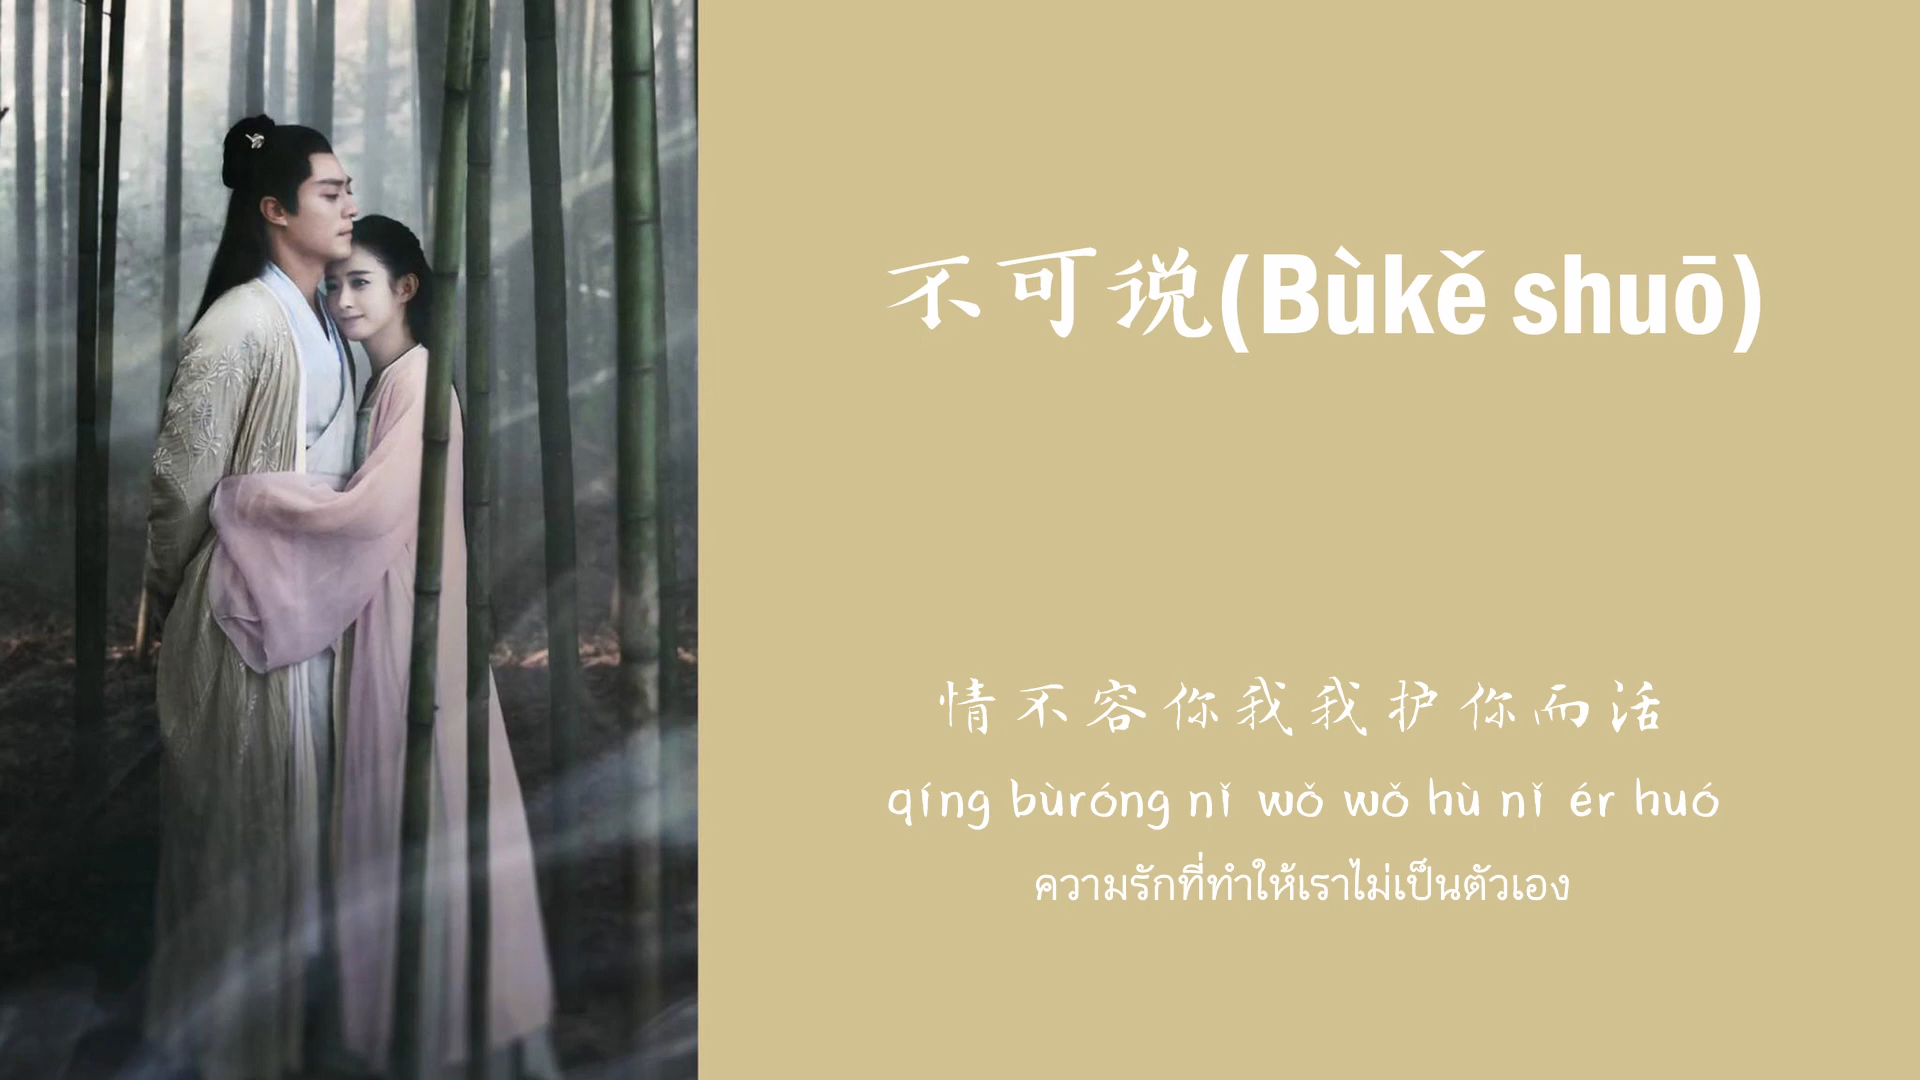 不可说(Bùkě shuō)
情不容你我我护你而活
qíng bùróng nǐ wǒ wǒ hù nǐ ér huó
ความรักที่ทำให้เราไม่เป็นตัวเอง